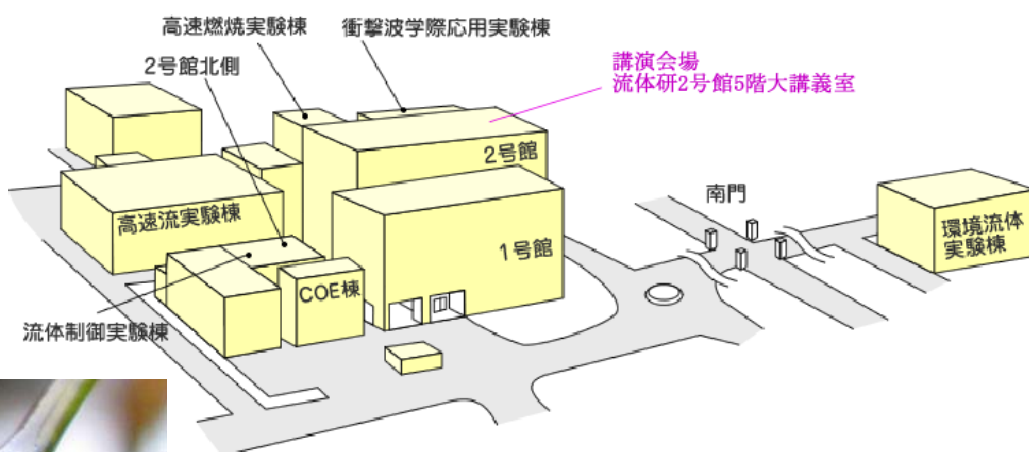 高速燃焼実験棟
衝撃波学際応用実験棟
2号館北側
講演会場
流体研2号館5階大講義室
2号館
南門
高速流実験棟
環境流体
実験棟
1号館
COE棟
流体制御実験棟